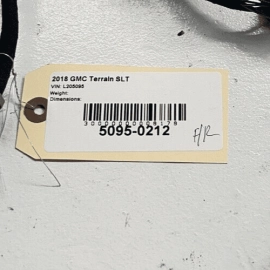 2018 GMC Terrain SLT
VIN: L205095
Weight:
Dimensions:
5095-0212
F/R